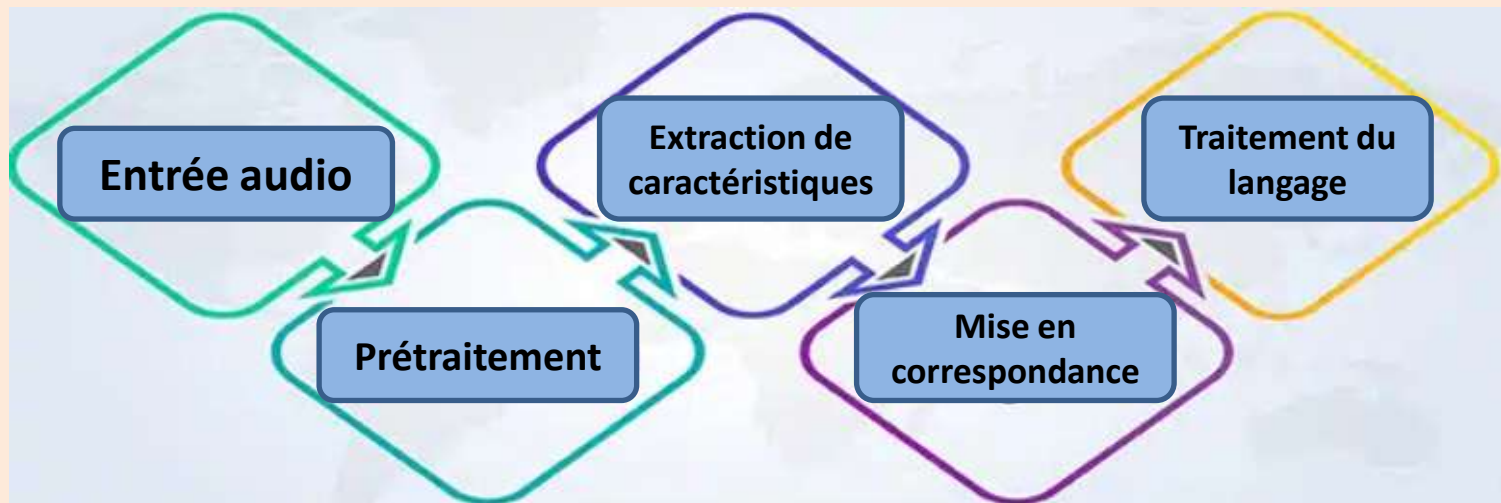 Entrée audio
Prétraitement
Extraction de
caractéristiques
Mise en
correspondance
Traitement du
langage